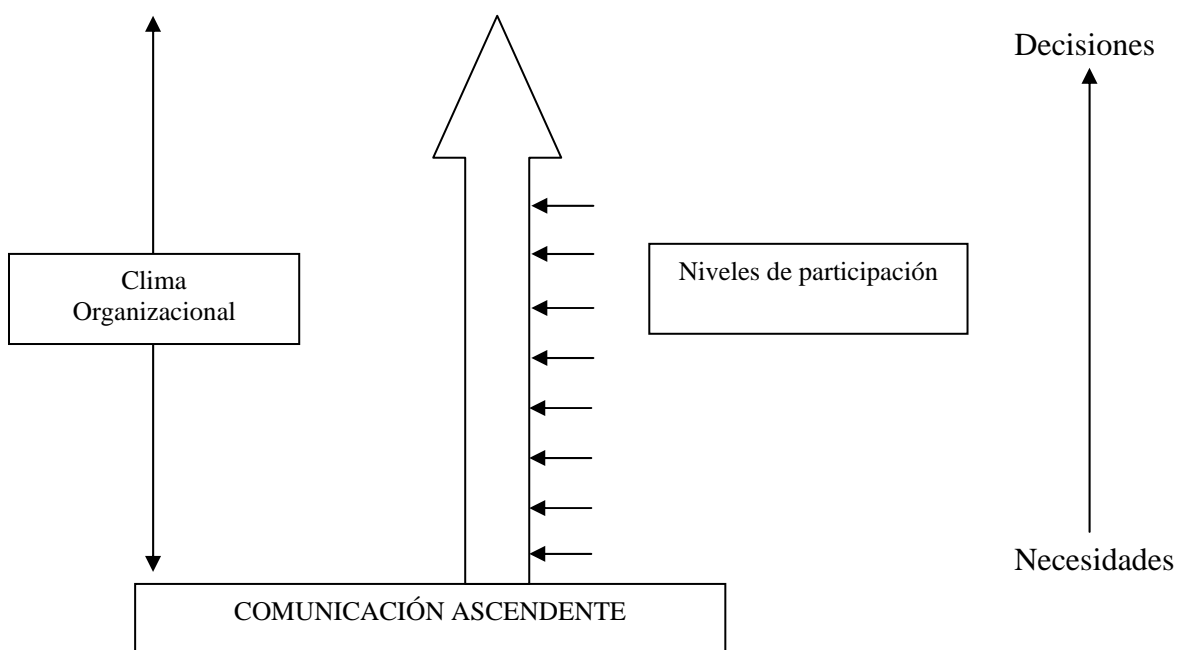 Decisiones
Clima
Organizacional
Niveles de participación
Necesidades
COMUNICACIÓN ASCENDENTE